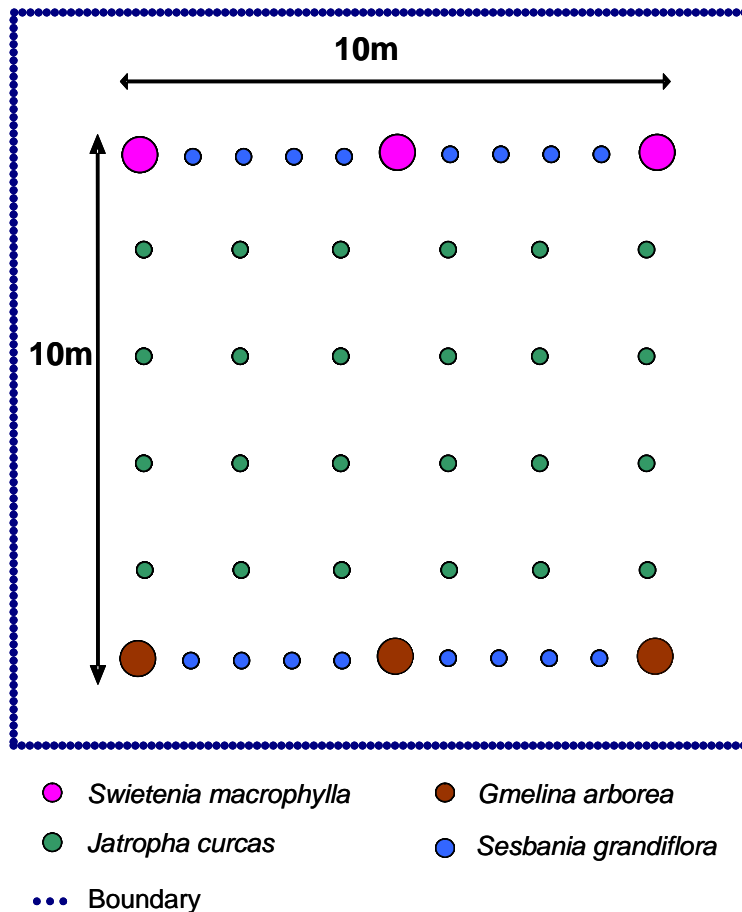 10m
10m
Swietenia macrophylla
Gmelina arborea
Jatropha curcas
Sesbania grandiflora
Boundary